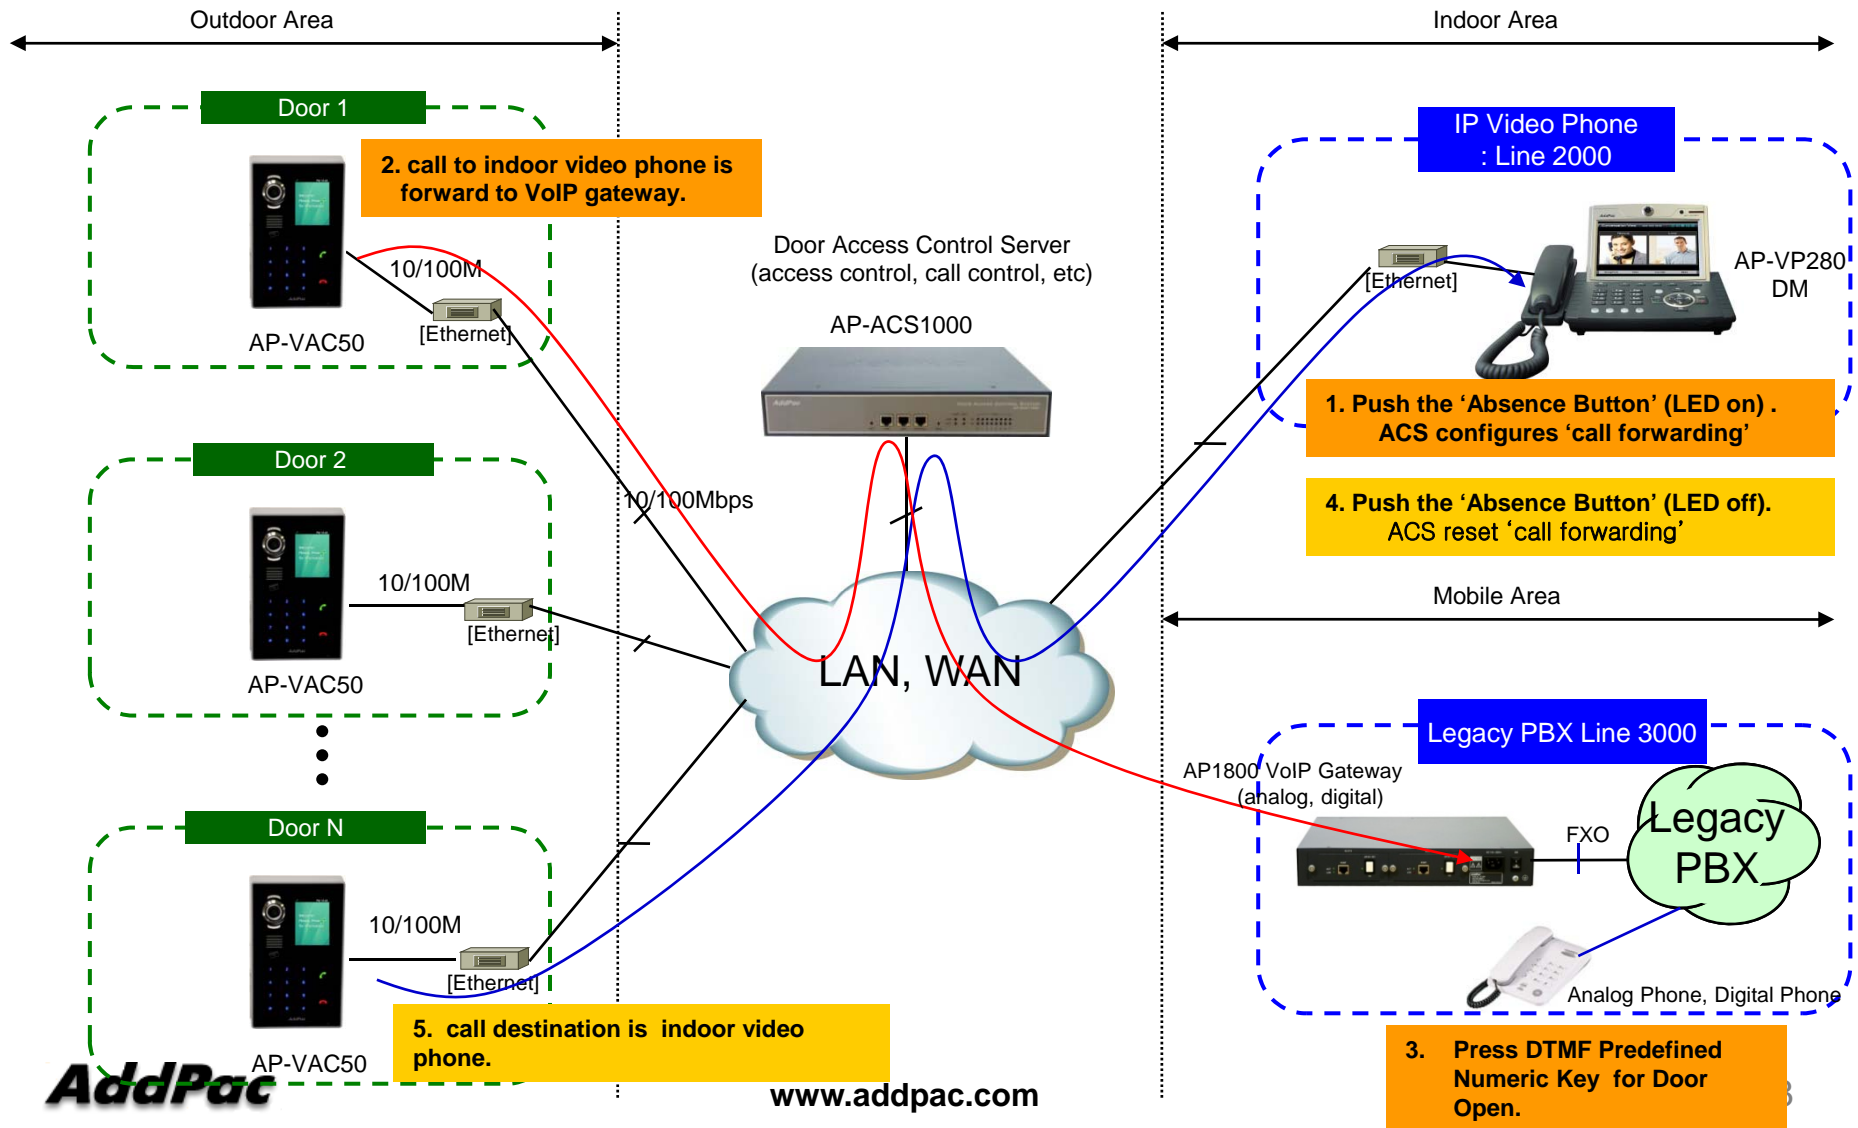 Outdoor Area
Indoor Area
Door 1
2. call to indoor video phone is
forward to VoIP gateway.
10/100M
[Ethernet]
AP-VAC50
Door Access Control Server
(access control, call control, etc)
AP-ACS1000
AddPac
IP Video Phone
: Line 2000
[Ethernet]
AP-VP280
DM
1. Push the ‘Absence Button’ (LED on) .
ACS configures ‘call forwarding’
4. Push the ‘Absence Button’ (LED off).
ACS reset ‘call forwarding’
Door 2
10/100Mbps
10/100M
[Ethernet]
AP-VAC50
LAN, WAN
Mobile Area
Legacy PBX Line 3000
AP1800 VoIP Gateway
(analog, digital)
FXO
Legacy
PBX
Analog Phone, Digital Phone
Door N
10/100M
[Ethernet]
AP-VAC50
5. call destination is indoor video
phone.
3. Press DTMF Predefined
Numeric Key for Door
Open.
AddPac
www.addpac.com